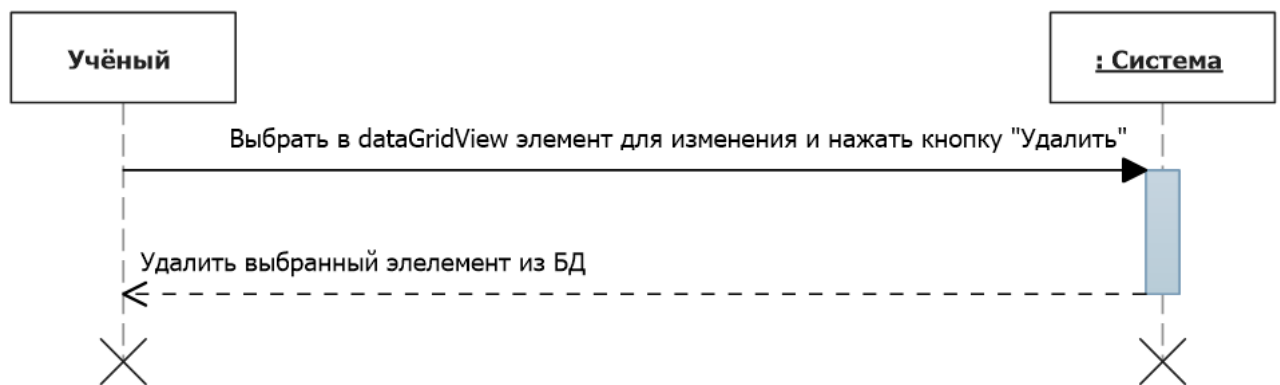 Учёный
: Система
Выбрать в dataGridView элемент для изменения и нажать кнопку "Удалить"
Удалить выбранный элелемент из БД